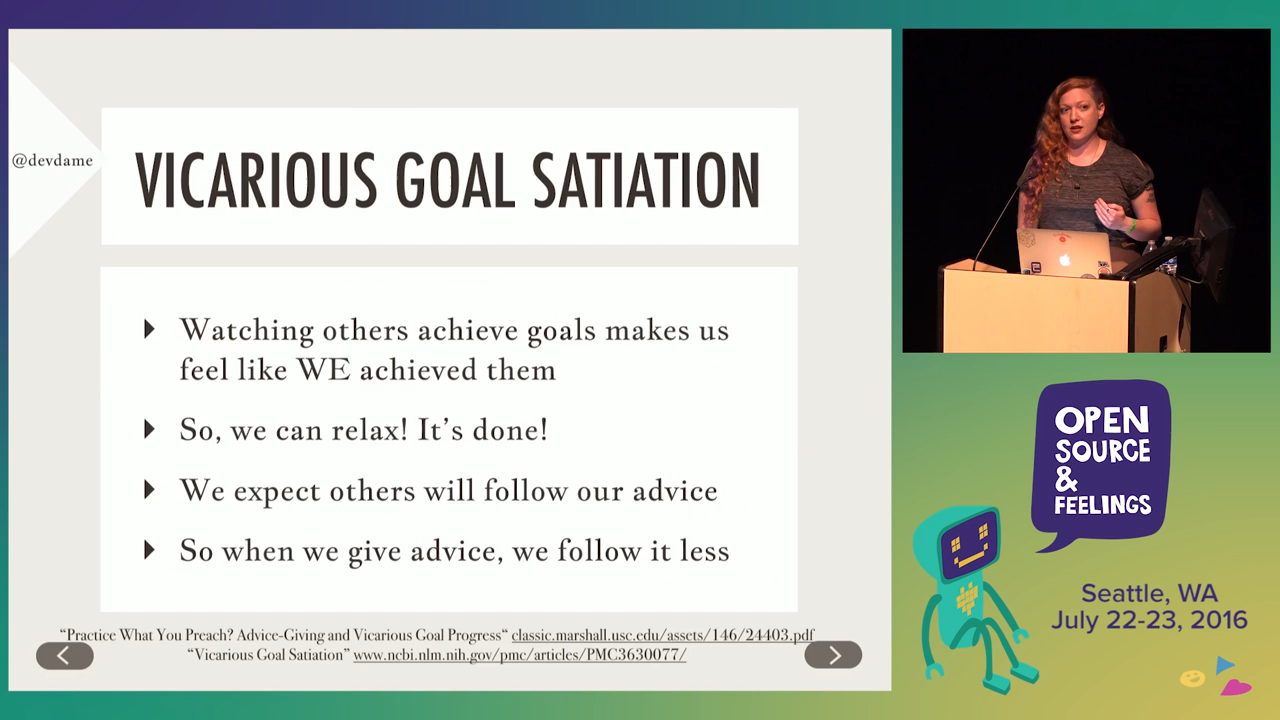 @devdame
VICARIOUS GOAL SATIATION
Watching others achieve goals makes us
feel like WE achieved them
So, we can relax! It’s done!
We expect others will follow our advice
So when we give advice, we follow it less
“Practice What You Preach? Advice-Giving and Vicarious Goal Progress“ classic.marshall.usc.edu/assets/146/24403.pdf
“Vicarious Goal Satiation” www.ncbi.nlm.nih.gov/pmc/articles/PMC3630077/
OPEN
SOURCE
&
FEELINGS
Seattle, WA
July 22-23, 2016